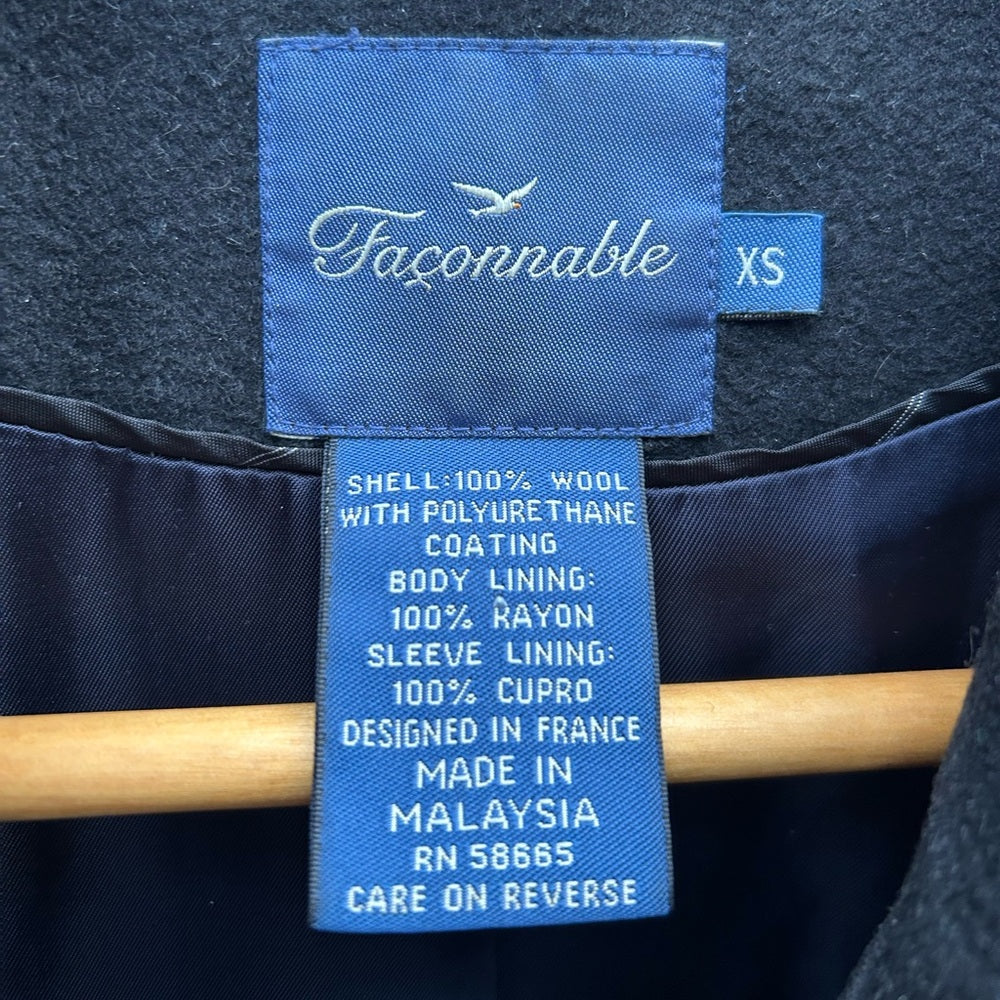 Façonnable
XS
SHELL:100% WOOL
WITH POLYURETHANE
COATING
BODY LINING:
100% RAYON
SLEEVE LINING:
100% CUPRO
DESIGNED IN FRANCE
MADE IN
MALAYSIA
RN 58665
CARE ON REVERSE